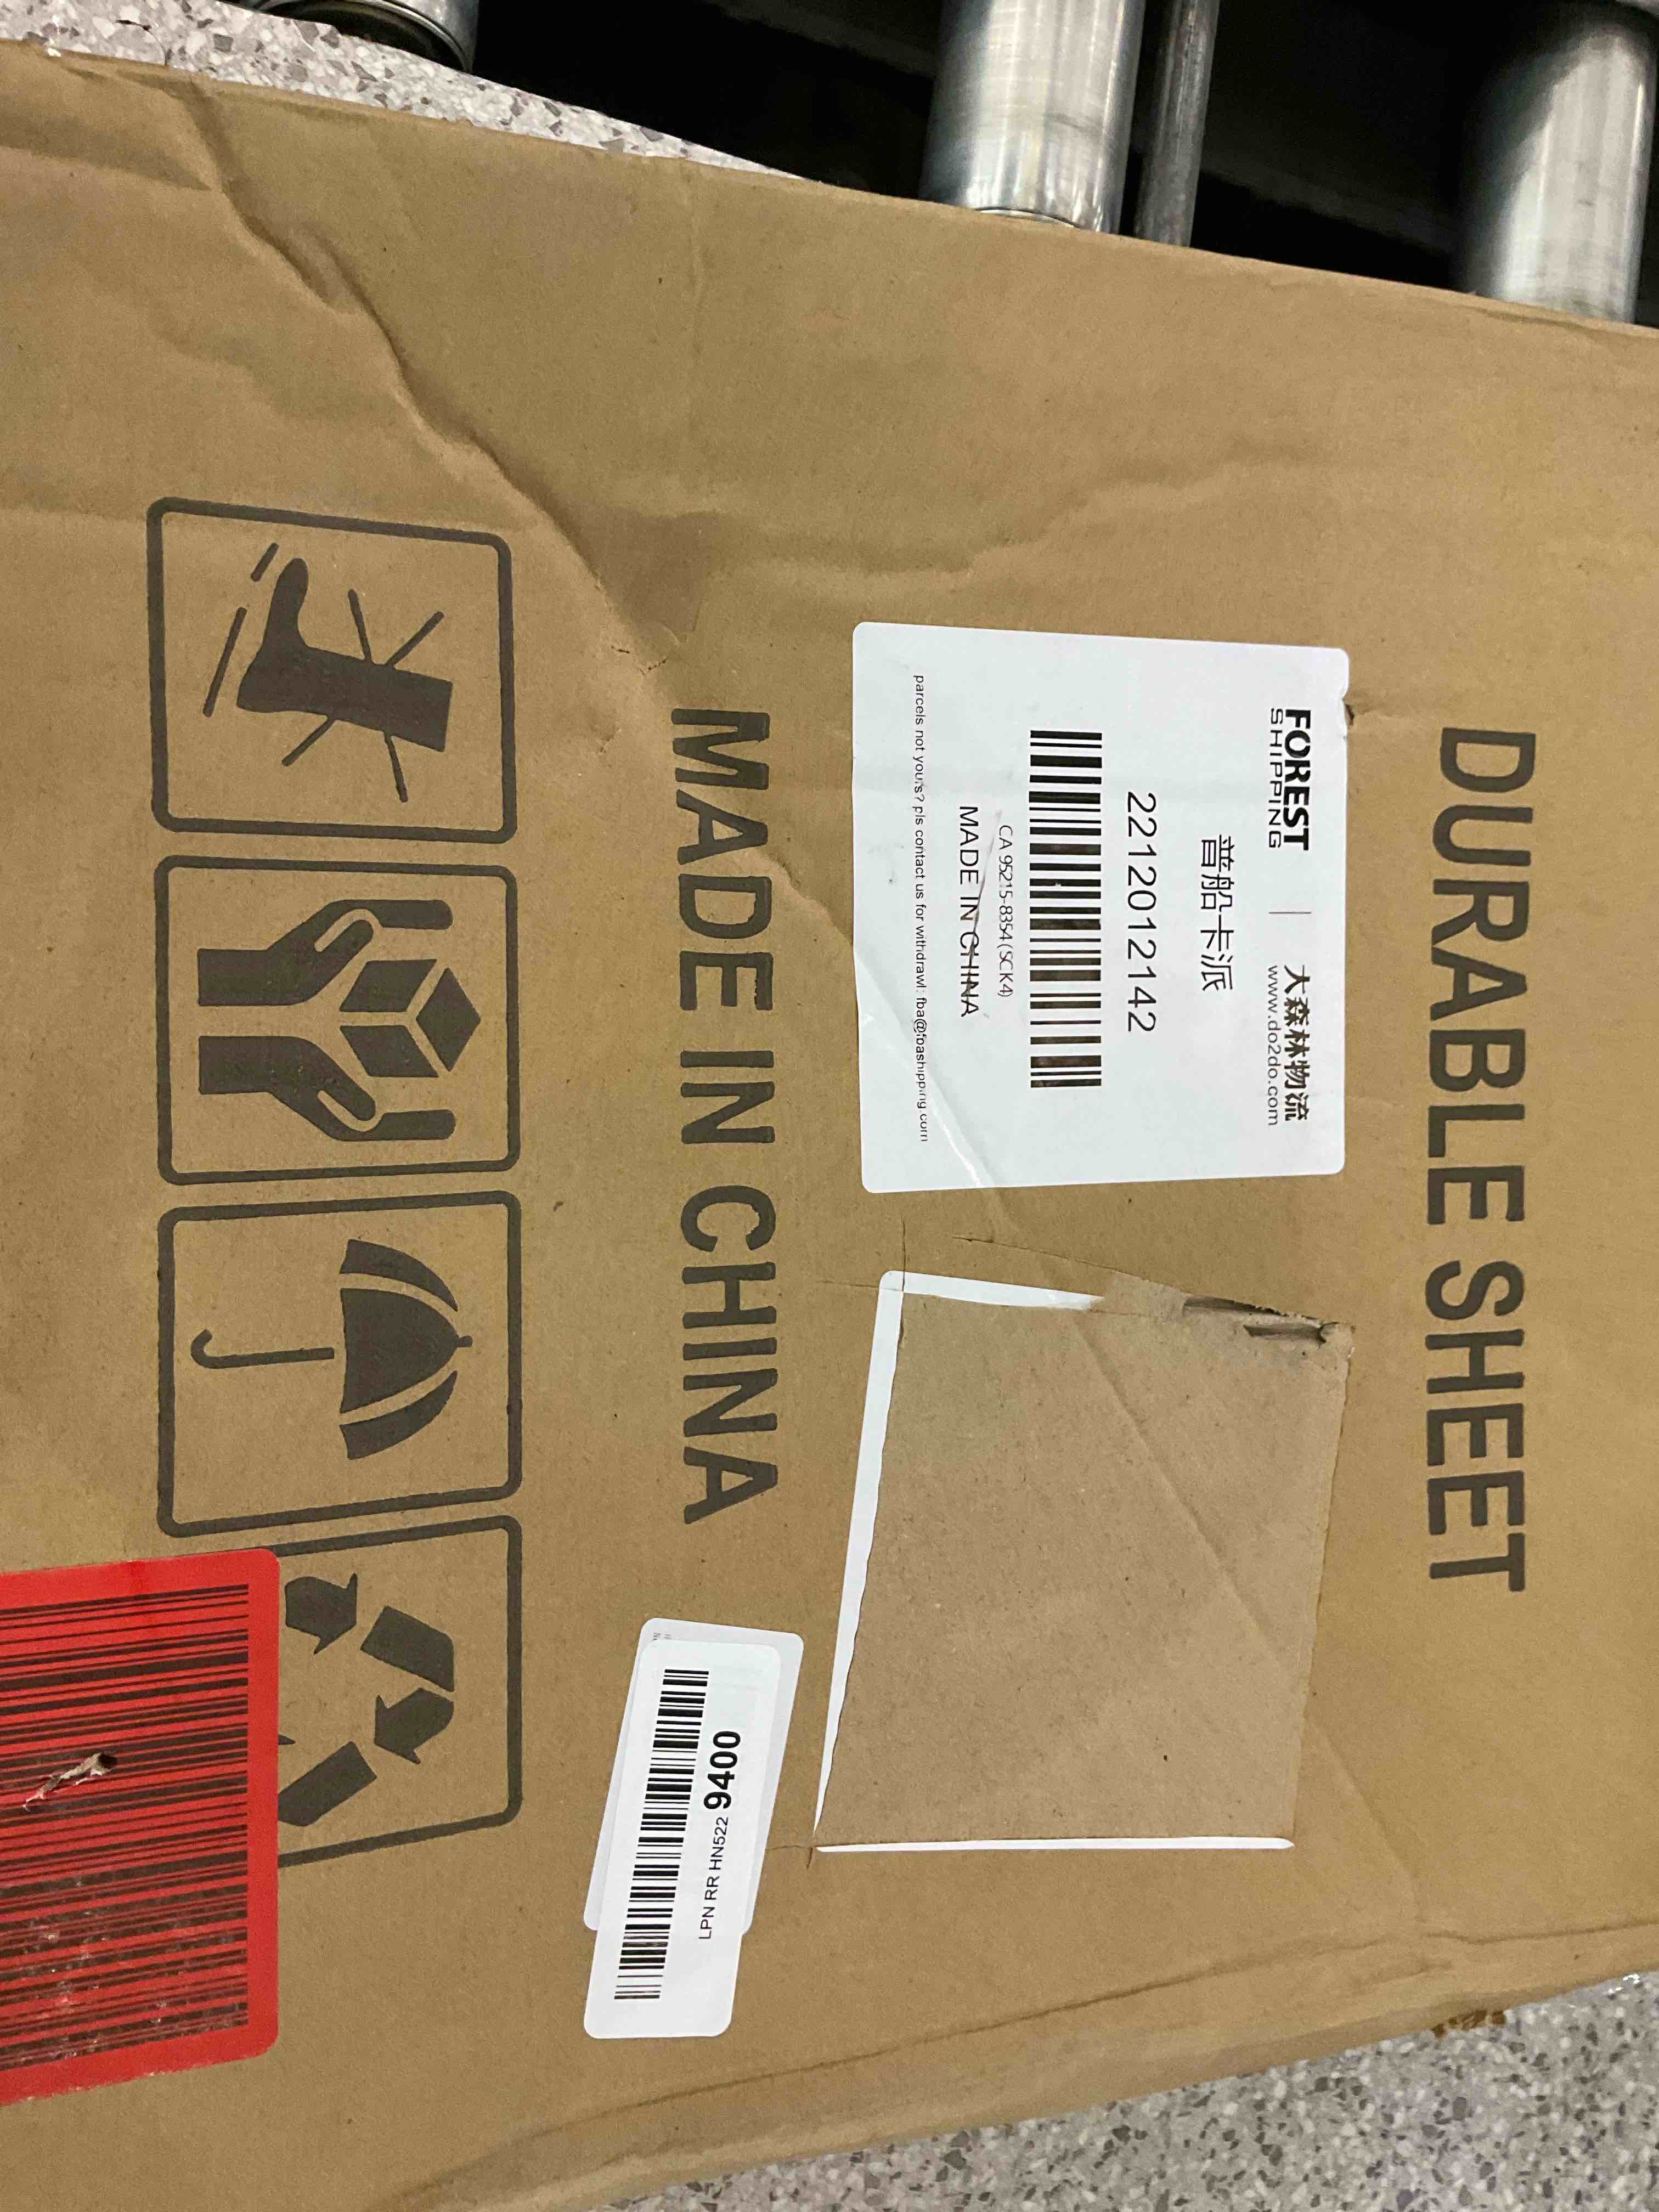 DURABLE SHEET
FOREST
SHIPPING
大森林物流
www.do2do.com
普船卡派
221201212142
CA 95215-8354(SCK4)
MADE IN CHINA
parcels not yours? pls contact us for withdrawl: fba@fbashipping.com
MADE IN CHINA
LPN RR HN522 9400